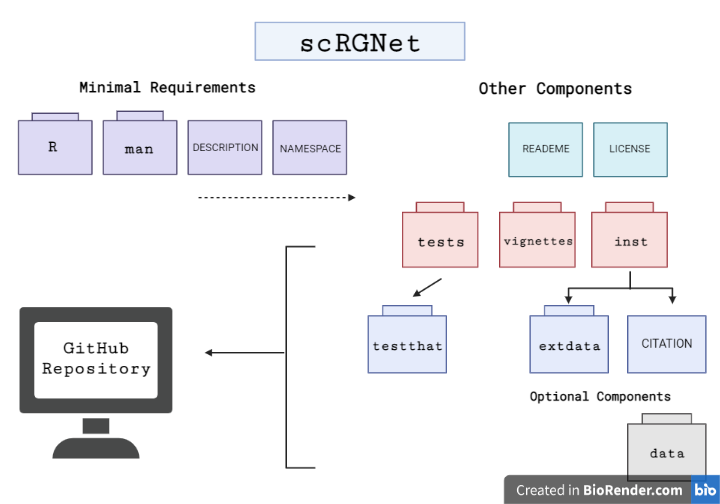 scRGNet
Minimal Requirements
Other Components
R
man
DESCRIPTION
NAMESPACE
READEME
LICENSE
tests
vignettes
inst
testthat
extdata
CITATION
GitHub
Repository
Optional Components
data
Created in BioRender.com bio